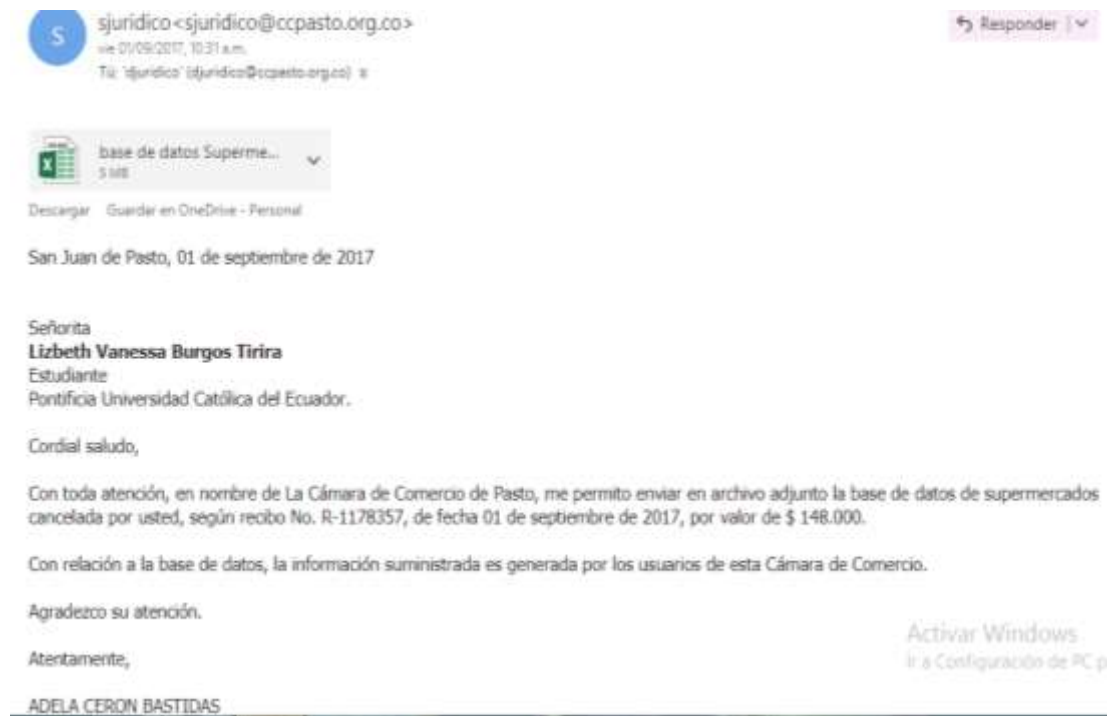 S
sjuridico<sjuridico@ccpasto.org.co>
vie 01/09/2017, 10:31 a.m.
Tú; 'djuridico' (djuridico@ccpasto.org.co)
Responder
base de datos Superme...
5 MB
Descargar Guardar en OneDrive - Personal
San Juan de Pasto, 01 de septiembre de 2017
Señorita
Lizbeth Vanessa Burgos Tirira
Estudiante
Pontificia Universidad Católica del Ecuador.
Cordial saludo,
Con toda atención, en nombre de La Cámara de Comercio de Pasto, me permito enviar en archivo adjunto la base de datos de supermercados
cancelada por usted, según recibo No. R-1178357, de fecha 01 de septiembre de 2017, por valor de $ 148.000.
Con relación a la base de datos, la información suministrada es generada por los usuarios de esta Cámara de Comercio.
Agradezco su atención.
Activar Windows
Ir a Configuración de PC p
Atentamente,
ADELA CERON BASTIDAS